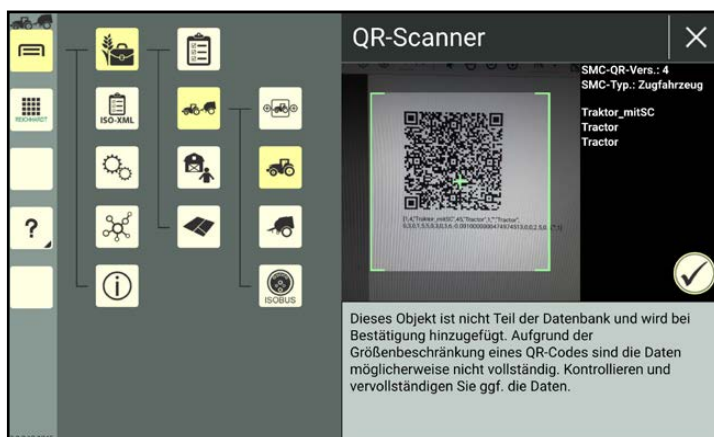 REICHHARDT
?
ISO-XML
ISOBUS
QR-Scanner
SMC-QR-Vers.: 4
SMC-Typ.: Zugfahrzeug
Traktor_mitSC
Tractor
Tractor
Dieses Objekt ist nicht Teil der Datenbank und wird bei
Bestätigung hinzugefügt. Aufgrund der
Größenbeschränkung eines QR-Codes sind die Daten
möglicherweise nicht vollständig. Kontrollieren und
vervollständigen Sie ggf. die Daten.